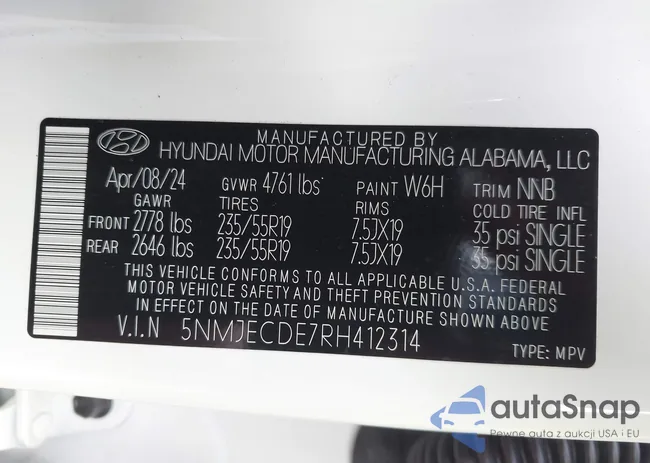 MANUFACTURED BY
HYUNDAI MOTOR MANUFACTURING ALABAMA, LLC
Apr/08/24 GVWR 4761 lbs PAINT W6H TRIM NNB
GAWR TIRES RIMS COLD TIRE INFL
FRONT 2778 lbs 235/55R19 7.5JX19 35 psi SINGLE
REAR 2646 lbs 235/55R19 7.5JX19 35 psi SINGLE
THIS VEHICLE CONFORMS TO ALL APPLICABLE U.S.A. FEDERAL
MOTOR VEHICLE SAFETY AND THEFT PREVENTION STANDARDS
IN EFFECT ON THE DATE OF MANUFACTURE SHOWN ABOVE.
V.I.N 5NMJECDE7RH412314
TYPE: MPV
autaSnap
Pewne auta z aukcji USA i EU